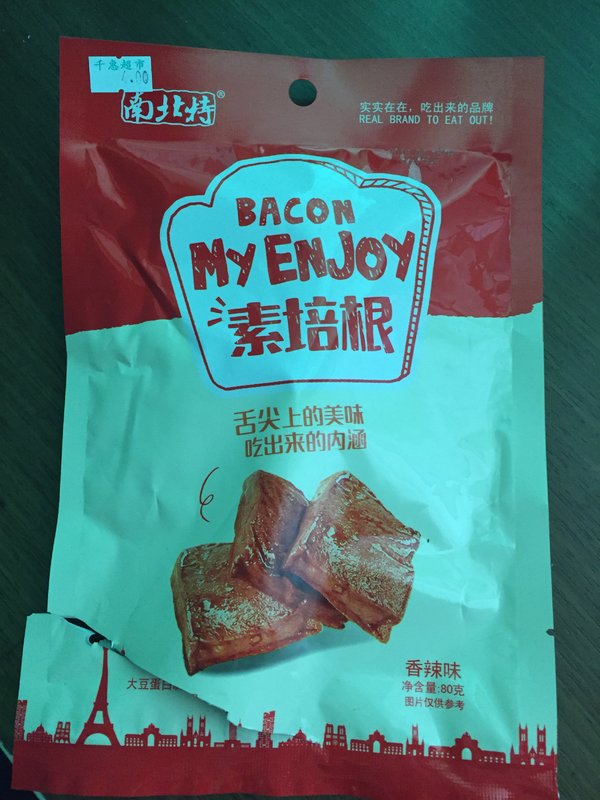 千惠超市
南北特®
实实在在，吃出来的品牌
REAL BRAND TO EAT OUT!
BACON
MY ENJOY
素培根
舌尖上的美味
吃出来的内涵
香辣味
大豆蛋白
净含量:80克
图片仅供参考